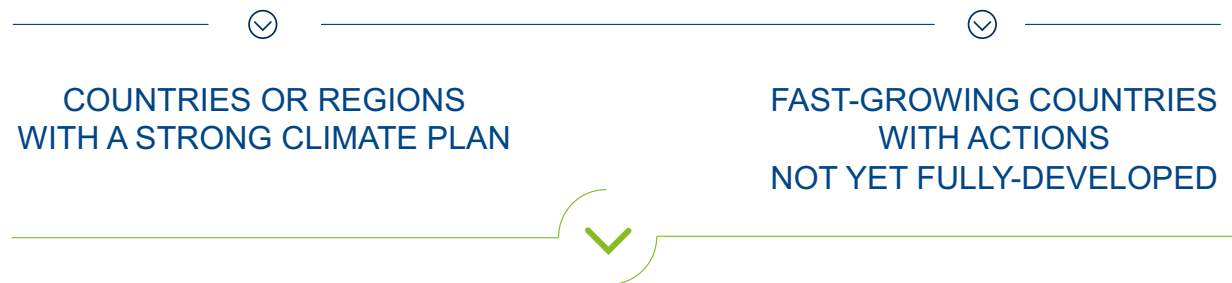 COUNTRIES OR REGIONS
WITH A STRONG CLIMATE PLAN
FAST-GROWING COUNTRIES
WITH ACTIONS
NOT YET FULLY-DEVELOPED